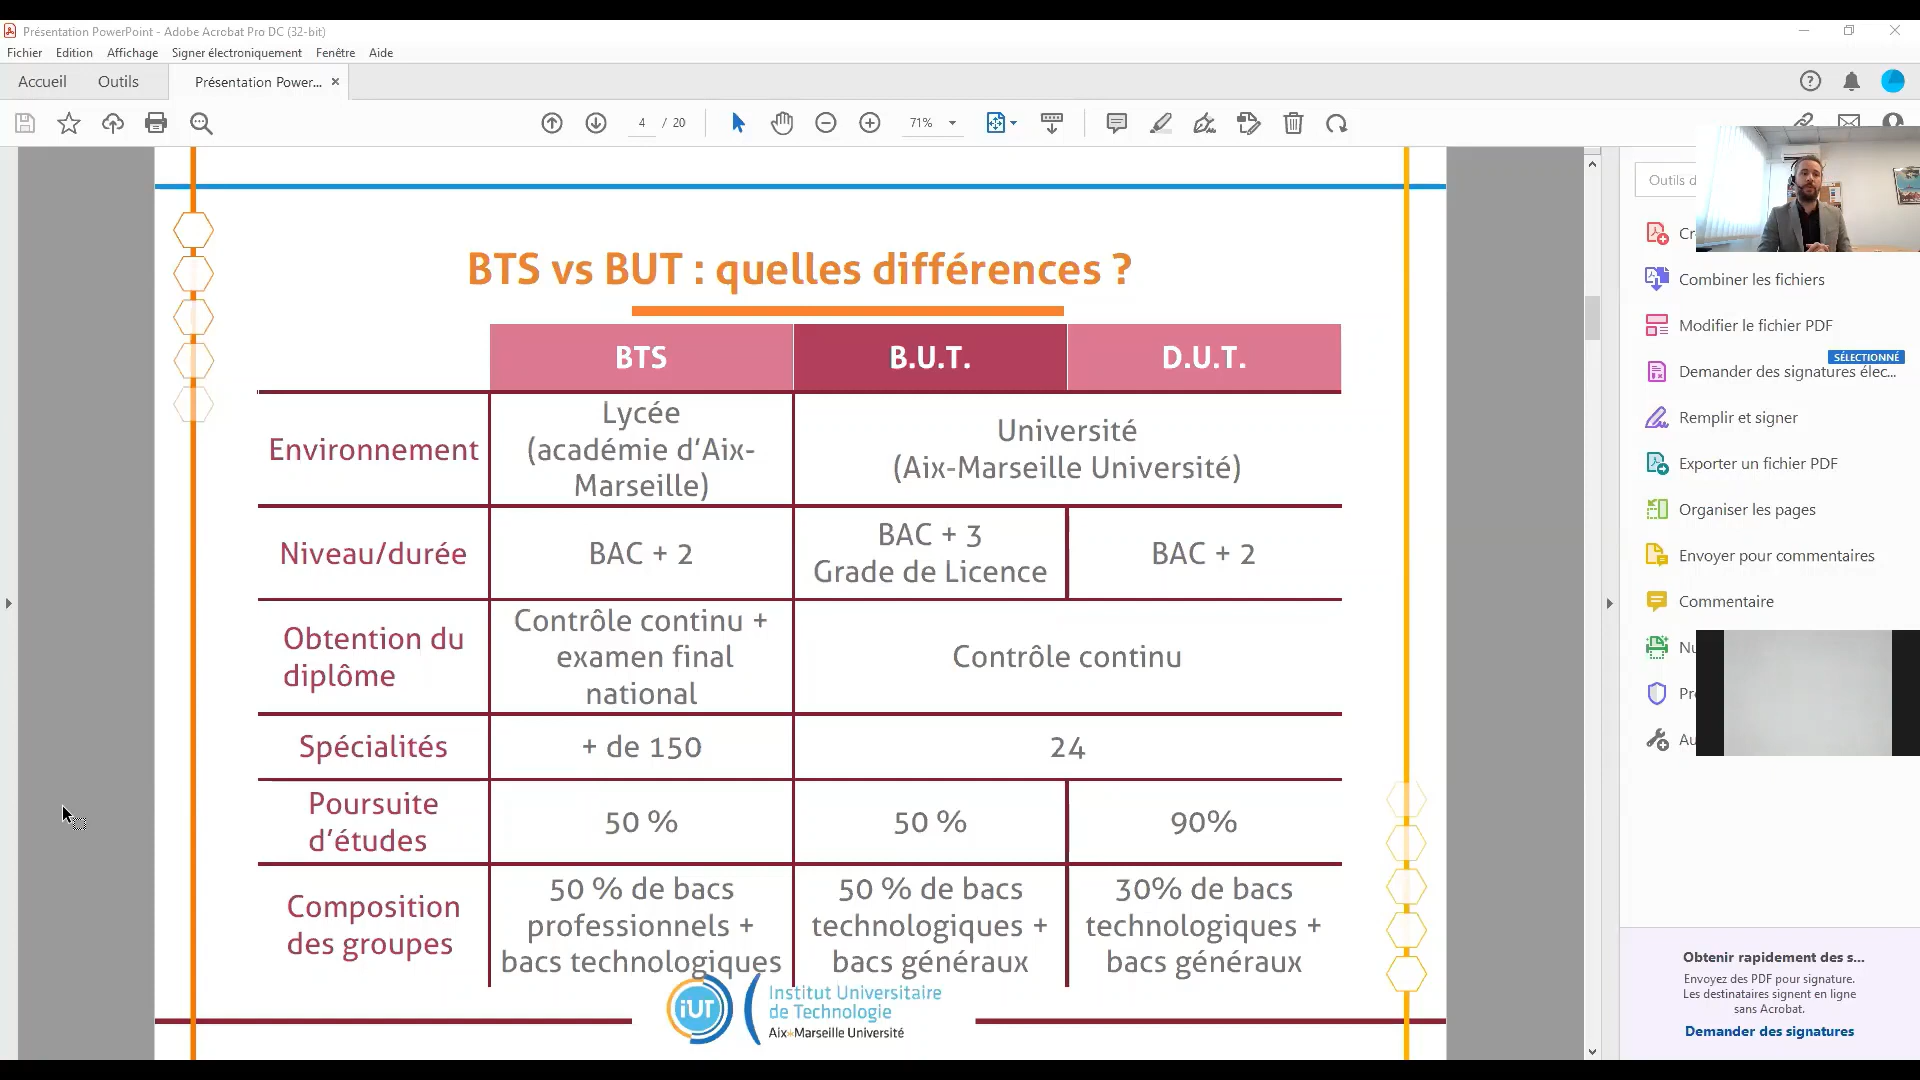 Présentation PowerPoint - Adobe Acrobat Pro DC (32-bit)
Fichier Edition Affichage Signer électroniquement Fenêtre Aide
Accueil Outils Présentation Power... ×
4 / 20 71%
BTS vs BUT : quelles différences ?
BTS B.U.T. D.U.T.
Environnement
Lycée
(académie d'Aix-
Marseille)
Université
(Aix-Marseille Université)
Niveau/durée
BAC + 2
BAC + 3
Grade de Licence
BAC + 2
Obtention du
diplôme
Contrôle continu +
examen final
national
Contrôle continu
Spécialités
+ de 150
24
Poursuite
d'études
50 %
50 %
90%
Composition
des groupes
50 % de bacs
professionnels +
bacs technologiques
50 % de bacs
technologiques +
bacs généraux
30% de bacs
technologiques +
bacs généraux
iUT
Institut Universitaire
de Technologie
Aix*Marseille Université
Outils d
Cr
Combiner les fichiers
Modifier le fichier PDF
SÉLECTIONNÉ
Demander des signatures élec...
Remplir et signer
Exporter un fichier PDF
Organiser les pages
Envoyer pour commentaires
Commentaire
Nu
Pr
Au
Obtenir rapidement des s...
Envoyez des PDF pour signature.
Les destinataires signent en ligne
sans Acrobat.
Demander des signatures